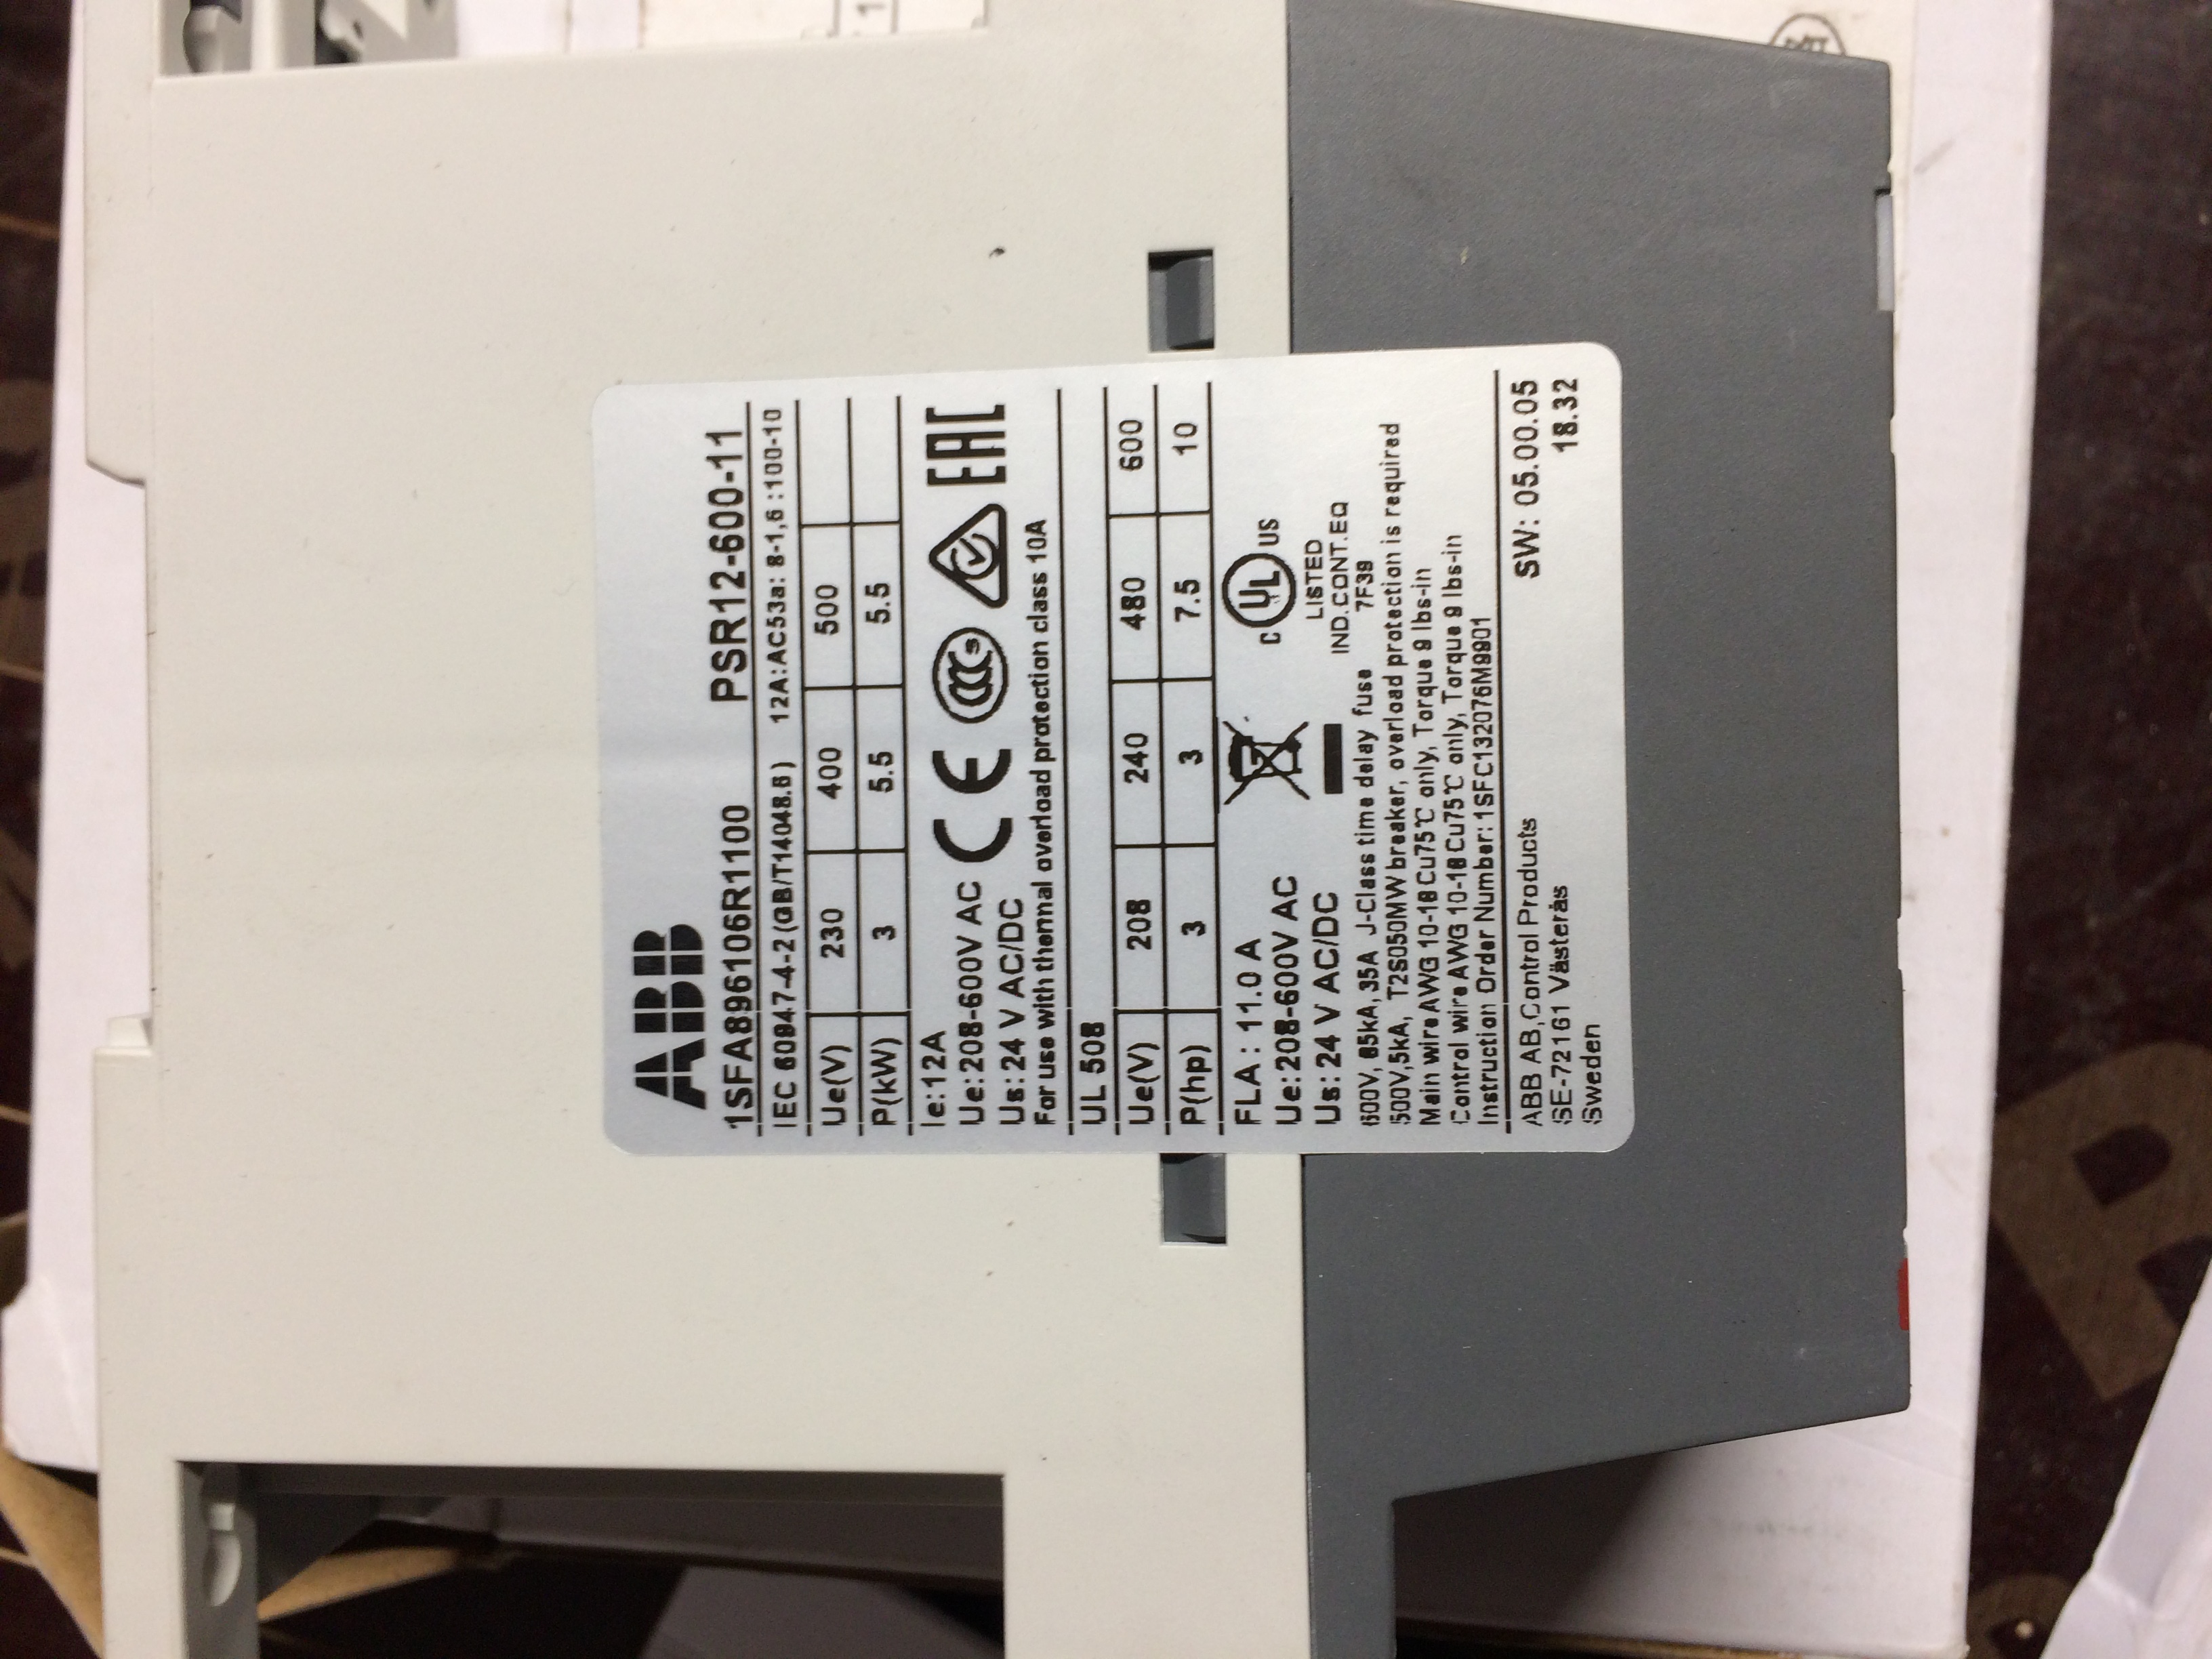 ABB
1SFA896106R1100 PSR12-600-11
IEC 60947-4-2(GB/T14048.6) 12A:AC53a: 8-1,6 :100-10
Ue(V) 230 400 500
P(kW) 3 5.5 5.5
Ie:12A
Ue:208-600V AC
Us:24 V AC/DC
CE CCC S EAC
For use with thermal overload protection class 10A
UL 508
Ue(V) 208 240 480 600
P(hp) 3 3 7.5 10
FLA: 11.0 A
Ue:208-600V AC
Us: 24 V AC/DC
C UL US
LISTED
IND.CONT.EQ
7F39
600V, 85kA, 35A J-Class time delay fuse
500V,5kA, T2S050MW breaker, overload protection is required
Main wire AWG 10-18 Cu75℃ only, Torque 9 lbs-in
Control wire AWG 10-18 Cu75℃ only, Torque 9 lbs-in
Instruction Order Number: 1SFC132076M9901
ABB AB,Control Products SW: 05.00.05
SE-72161 Västerås 18.32
Sweden